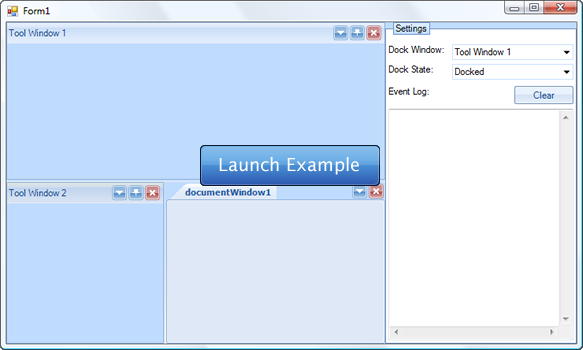 Form1
Tool Window 1
Settings
Dock Window: Tool Window 1
Dock State: Docked
Event Log: Clear
Launch Example
Tool Window 2
documentWindow1